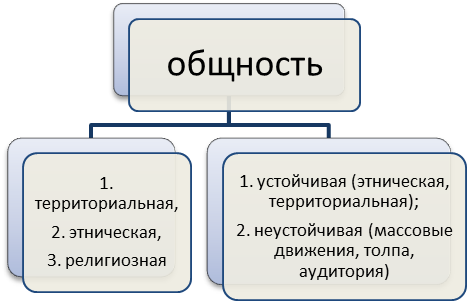 общность
1.
территориальная,
2. этническая,
3. религиозная
1. устойчивая (этническая,
территориальная);
2. неустойчивая (массовые
движения, толпа,
аудитория)